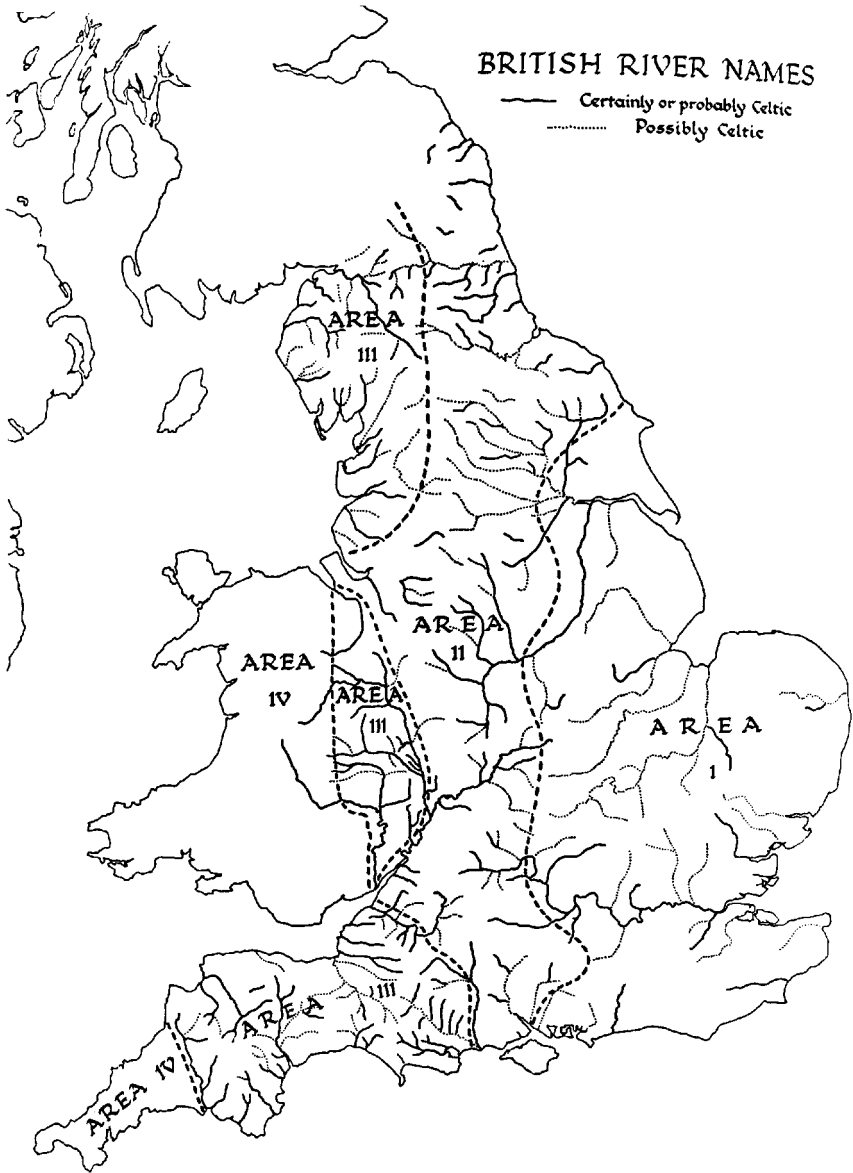 BRITISH RIVER NAMES
Certainly or probably Celtic
Possibly Celtic
AREA
III
AREA
II
AREA
IV
AREA
III
AREA
I
AREA III
AREA IV